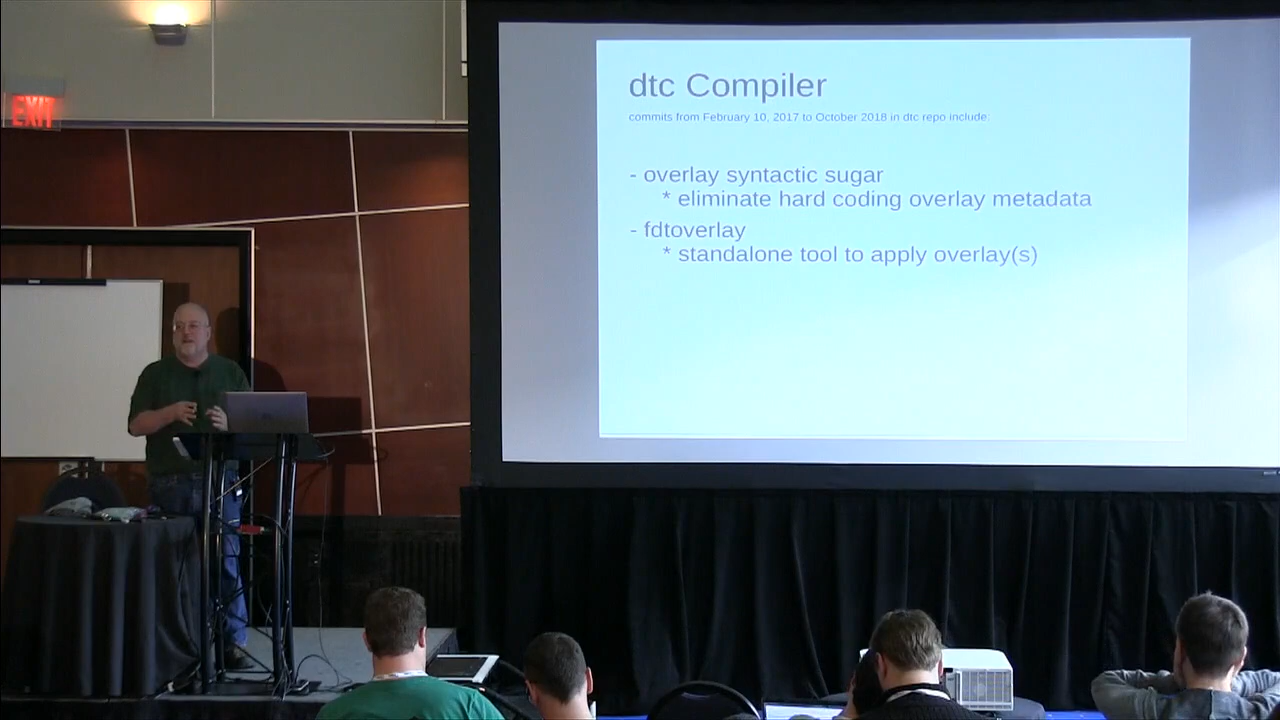 EXIT
dtc Compiler
commits from February 10, 2017 to October 2018 in dtc repo include:
- overlay syntactic sugar
* eliminate hard coding overlay metadata
- fdtoverlay
* standalone tool to apply overlay(s)